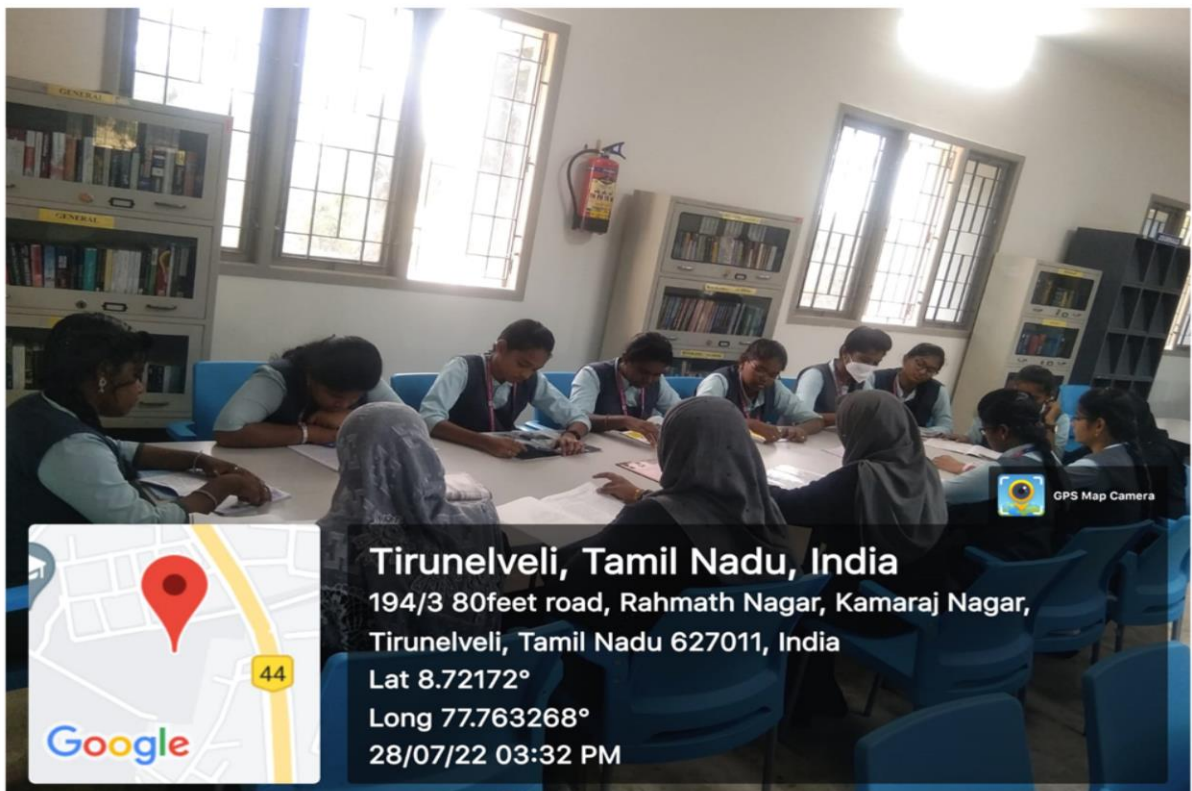 GENERAL
GENERAL
GPS Map Camera
Tirunelveli, Tamil Nadu, India
194/3 80feet road, Rahmath Nagar, Kamaraj Nagar,
Tirunelveli, Tamil Nadu 627011, India
Lat 8.72172°
Long 77.763268°
28/07/22 03:32 PM
44
Google